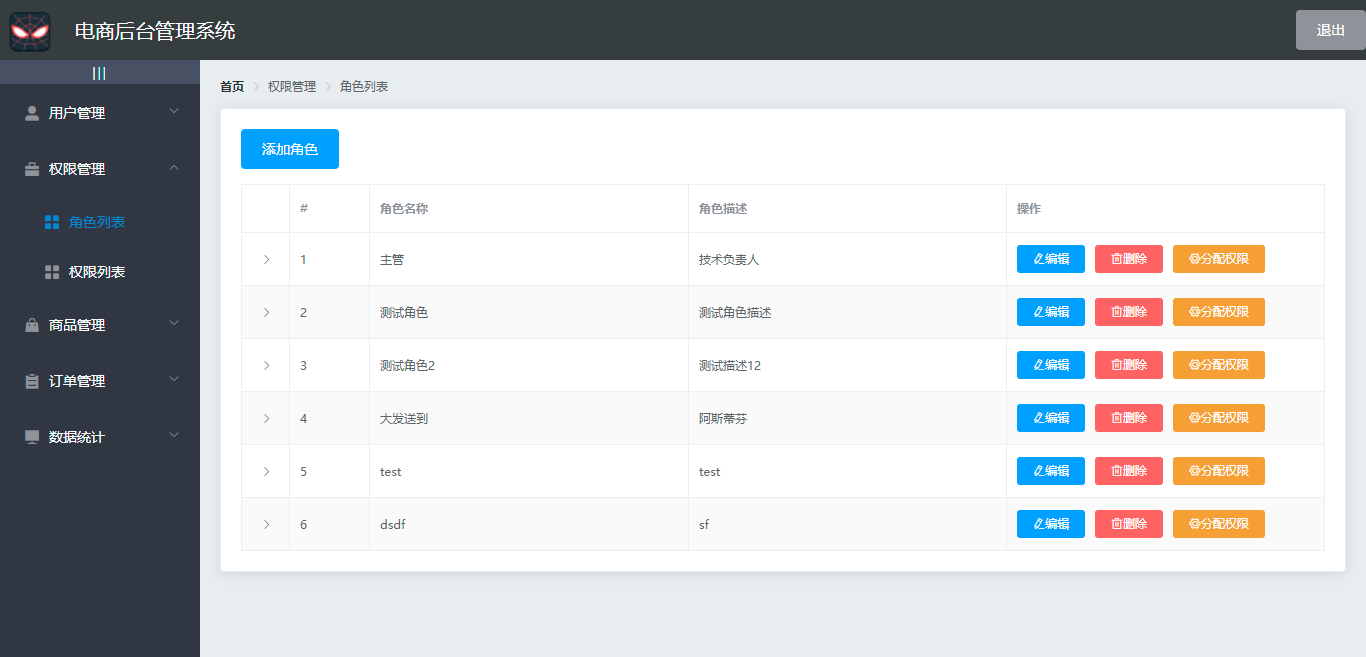 电商后台管理系统
退出
|||
用户管理
权限管理
角色列表
权限列表
商品管理
订单管理
数据统计
首页 权限管理 角色列表
添加角色
# 角色名称 角色描述 操作
1 主管 技术负责人 编辑 删除 分配权限
2 测试角色 测试角色描述 编辑 删除 分配权限
3 测试角色2 测试描述12 编辑 删除 分配权限
4 大发送到 阿斯蒂芬 编辑 删除 分配权限
5 test test 编辑 删除 分配权限
6 dsdf sf 编辑 删除 分配权限